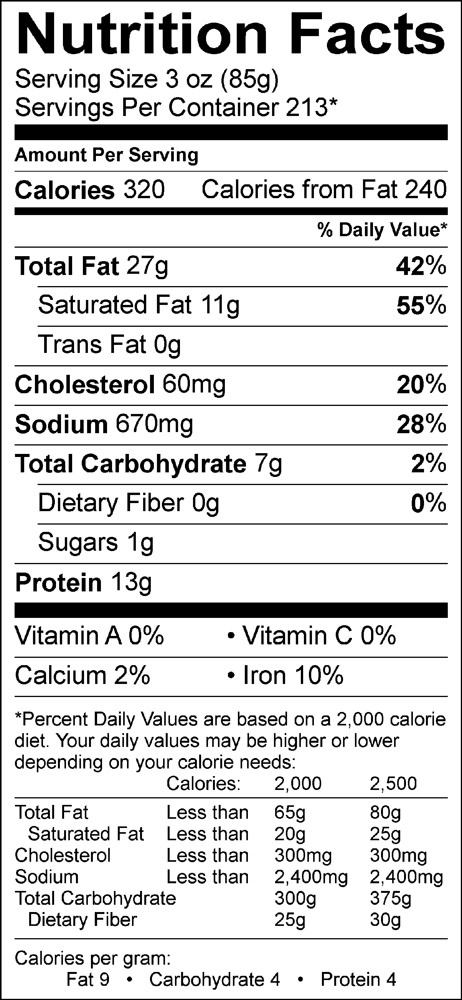 Nutrition Facts
Serving Size 3 oz (85g)
Servings Per Container 213*
Amount Per Serving
Calories 320 Calories from Fat 240
% Daily Value*
Total Fat 27g 42%
Saturated Fat 11g 55%
Trans Fat 0g
Cholesterol 60mg 20%
Sodium 670mg 28%
Total Carbohydrate 7g 2%
Dietary Fiber 0g 0%
Sugars 1g
Protein 13g
Vitamin A 0% • Vitamin C 0%
Calcium 2% • Iron 10%
*Percent Daily Values are based on a 2,000 calorie
diet. Your daily values may be higher or lower
depending on your calorie needs:
Calories: 2,000 2,500
Total Fat Less than 65g 80g
Saturated Fat Less than 20g 25g
Cholesterol Less than 300mg 300mg
Sodium Less than 2,400mg 2,400mg
Total Carbohydrate 300g 375g
Dietary Fiber 25g 30g
Calories per gram:
Fat 9 • Carbohydrate 4 • Protein 4